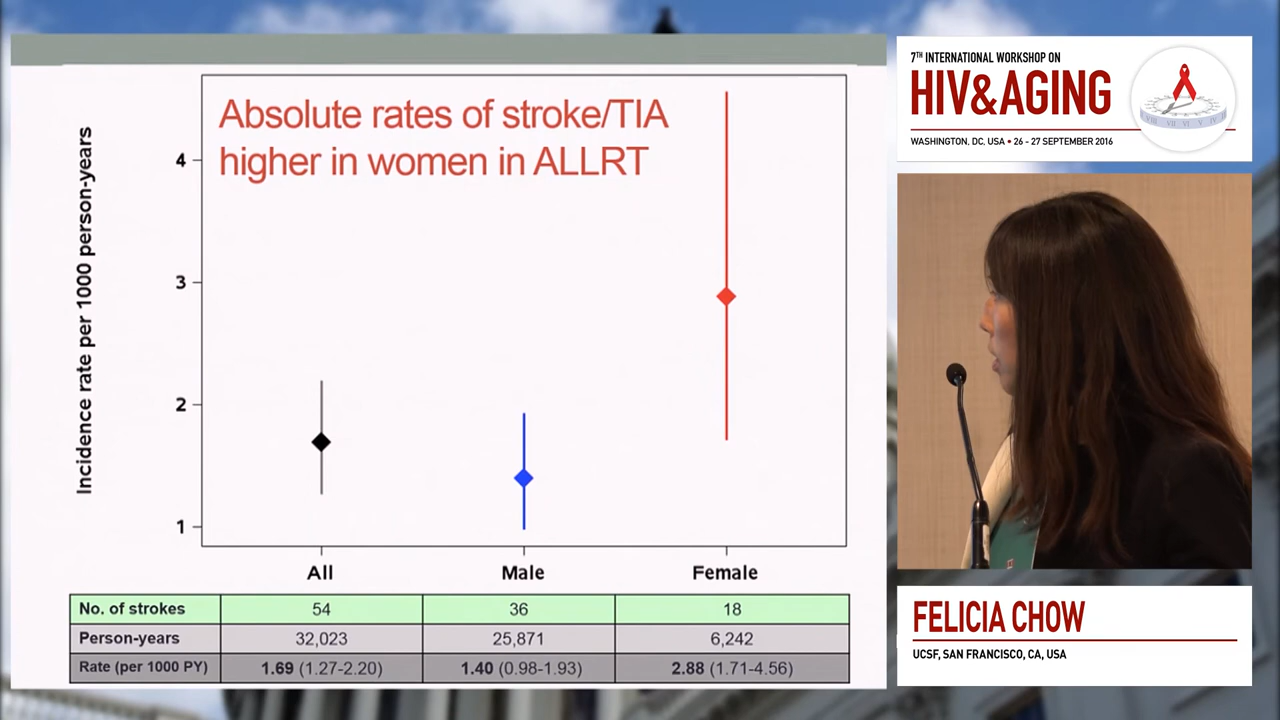 Absolute rates of stroke/TIA
higher in women in ALLRT
Incidence rate per 1000 person-years
4
3
2
1
All Male Female
No. of strokes 54 36 18
Person-years 32,023 25,871 6,242
Rate (per 1000 PY) 1.69 (1.27-2.20) 1.40 (0.98-1.93) 2.88 (1.71-4.56)
7TH INTERNATIONAL WORKSHOP ON
HIV&AGING
WASHINGTON, DC, USA • 26 - 27 SEPTEMBER 2016
FELICIA CHOW
UCSF, SAN FRANCISCO, CA, USA